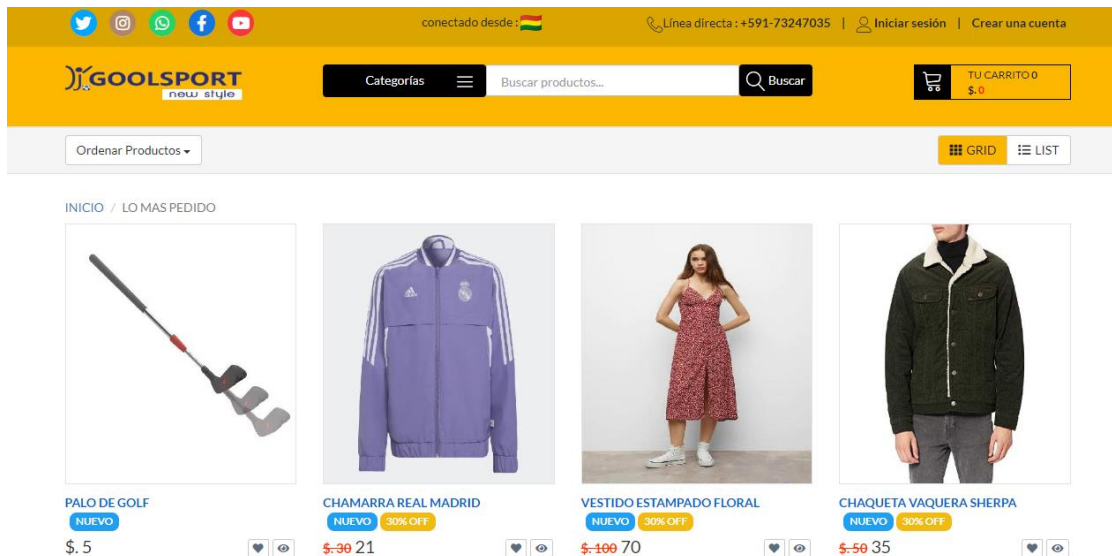 conectado desde :
Línea directa : +591-73247035 | Iniciar sesión | Crear una cuenta
GOOLSPORT
new style
Categorías
Buscar productos...
Buscar
TU CARRITO 0
$. 0
Ordenar Productos
GRID
LIST
INICIO / LO MAS PEDIDO
adidas
PALO DE GOLF
NUEVO
$. 5
CHAMARRA REAL MADRID
NUEVO 30% OFF
$. 30 21
VESTIDO ESTAMPADO FLORAL
NUEVO 30% OFF
$. 100 70
CHAQUETA VAQUERA SHERPA
NUEVO 30% OFF
$. 50 35